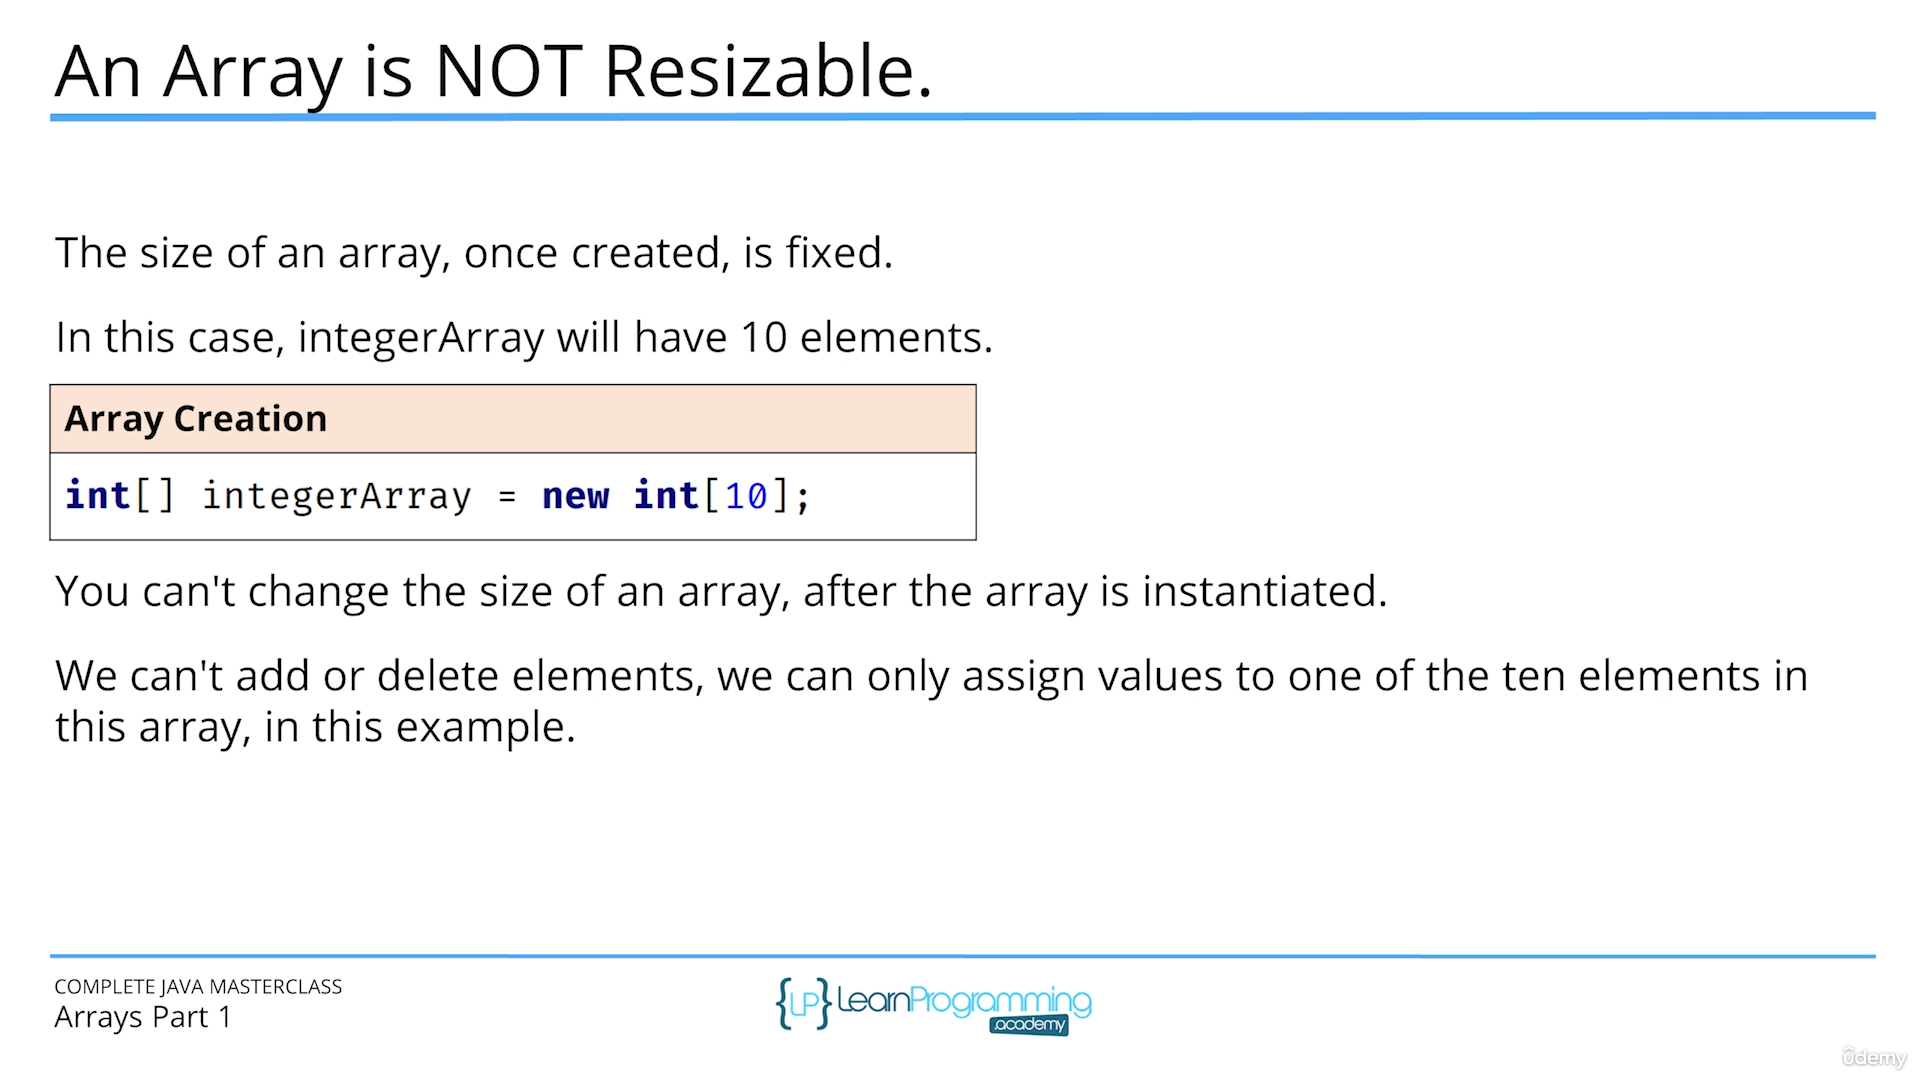 An Array is NOT Resizable.
The size of an array, once created, is fixed.
In this case, integerArray will have 10 elements.
Array Creation
int[] integerArray = new int[10];
You can't change the size of an array, after the array is instantiated.
We can't add or delete elements, we can only assign values to one of the ten elements in
this array, in this example.
COMPLETE JAVA MASTERCLASS
Arrays Part 1
{LP} LearnProgramming
.academy
ûdemy